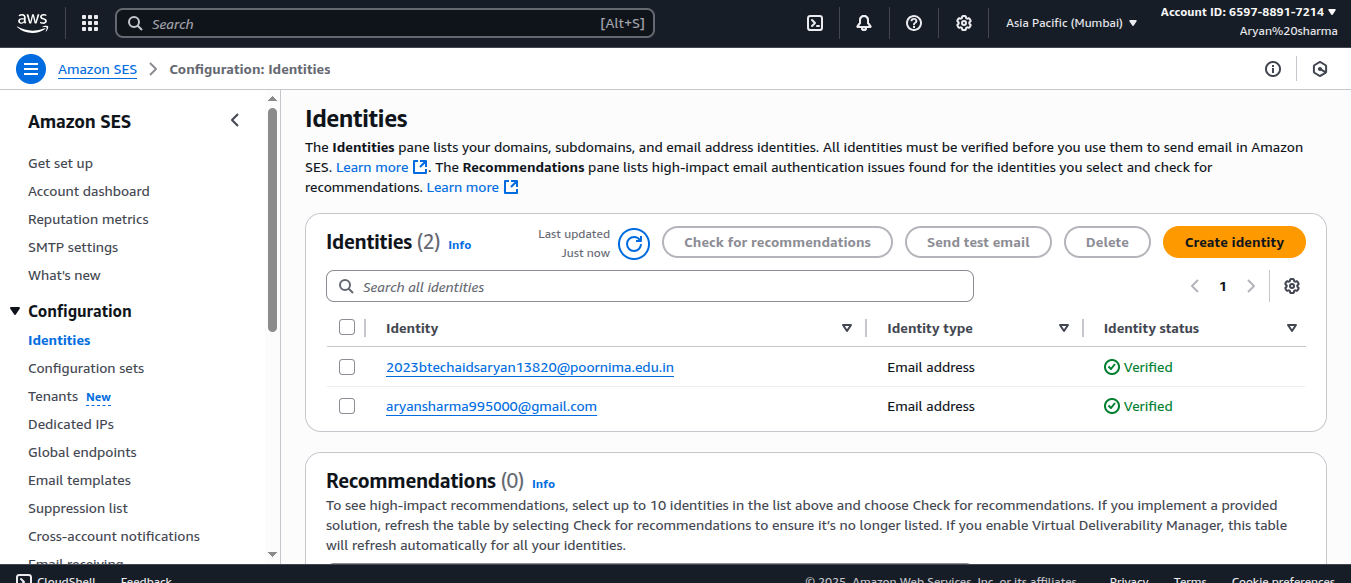 aws
Search [Alt+S]
Asia Pacific (Mumbai)
Account ID: 6597-8891-7214
Aryan%20sharma
Amazon SES
Configuration: Identities
Amazon SES
Get set up
Account dashboard
Reputation metrics
SMTP settings
What's new
Configuration
Identities
Configuration sets
Tenants New
Dedicated IPs
Global endpoints
Email templates
Suppression list
Cross-account notifications
Email receiving
Identities
The Identities pane lists your domains, subdomains, and email address identities. All identities must be verified before you use them to send email in Amazon
SES. Learn more. The Recommendations pane lists high-impact email authentication issues found for the identities you select and check for
recommendations. Learn more
Identities (2) Info
Last updated
Just now
Check for recommendations
Send test email
Delete
Create identity
Search all identities
1
Identity Identity type Identity status
2023btechaidsaryan13820@poornima.edu.in Email address Verified
aryansharma995000@gmail.com Email address Verified
Recommendations (0) Info
To see high-impact recommendations, select up to 10 identities in the list above and choose Check for recommendations. If you implement a provided
solution, refresh the table by selecting Check for recommendations to ensure it's no longer listed. If you enable Virtual Deliverability Manager, this table
will refresh automatically for all your identities.
CloudShell Feedback
© 2025, Amazon Web Services, Inc. or its affiliates. Privacy Terms Cookie preferences